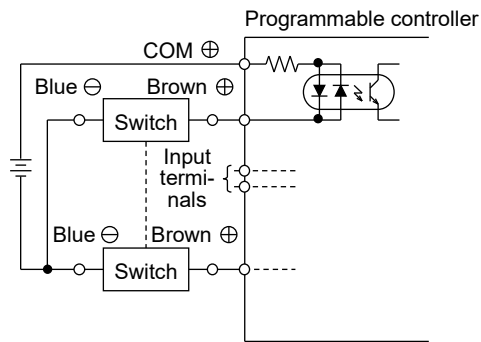 Programmable controller
COM ⊕
Blue ⊖ Brown ⊕
Switch
Input
termi-
nals
Blue ⊖ Brown ⊕
Switch